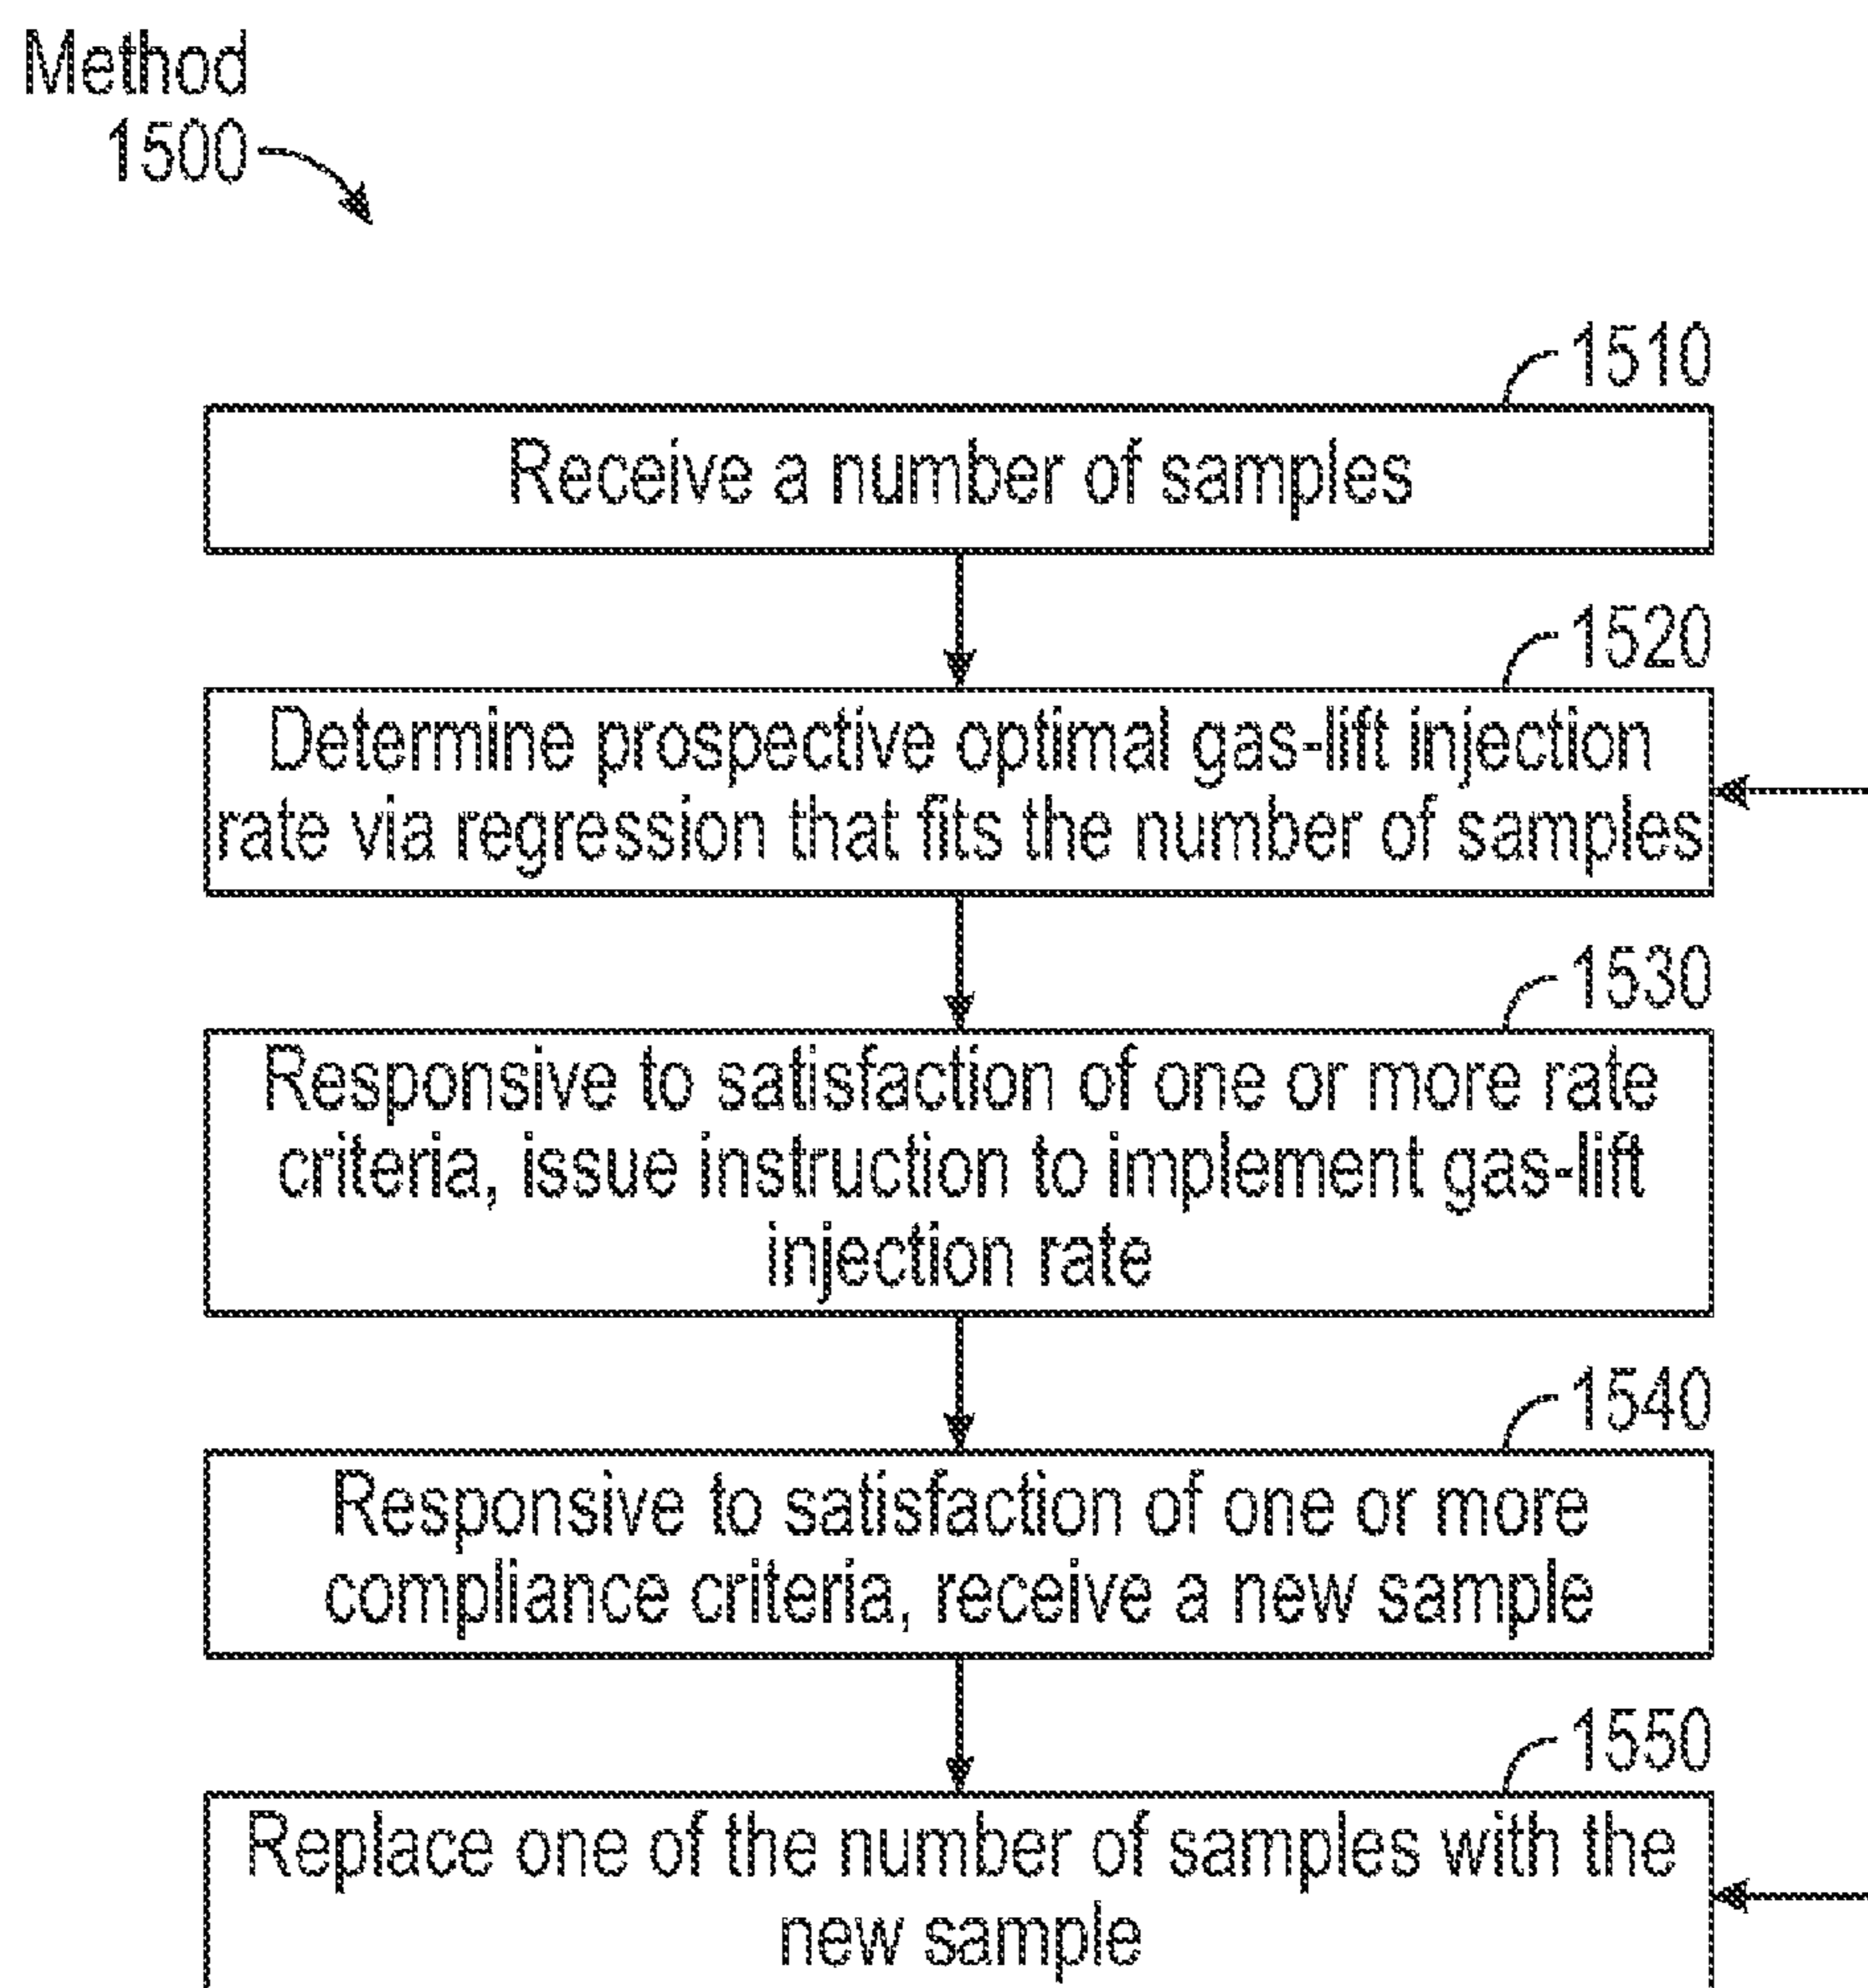 Method
1500
1510
Receive a number of samples
1520
Determine prospective optimal gas-lift injection
rate via regression that fits the number of samples
1530
Responsive to satisfaction of one or more rate
criteria, issue instruction to implement gas-lift
injection rate
1540
Responsive to satisfaction of one or more
compliance criteria, receive a new sample
1550
Replace one of the number of samples with the
new sample